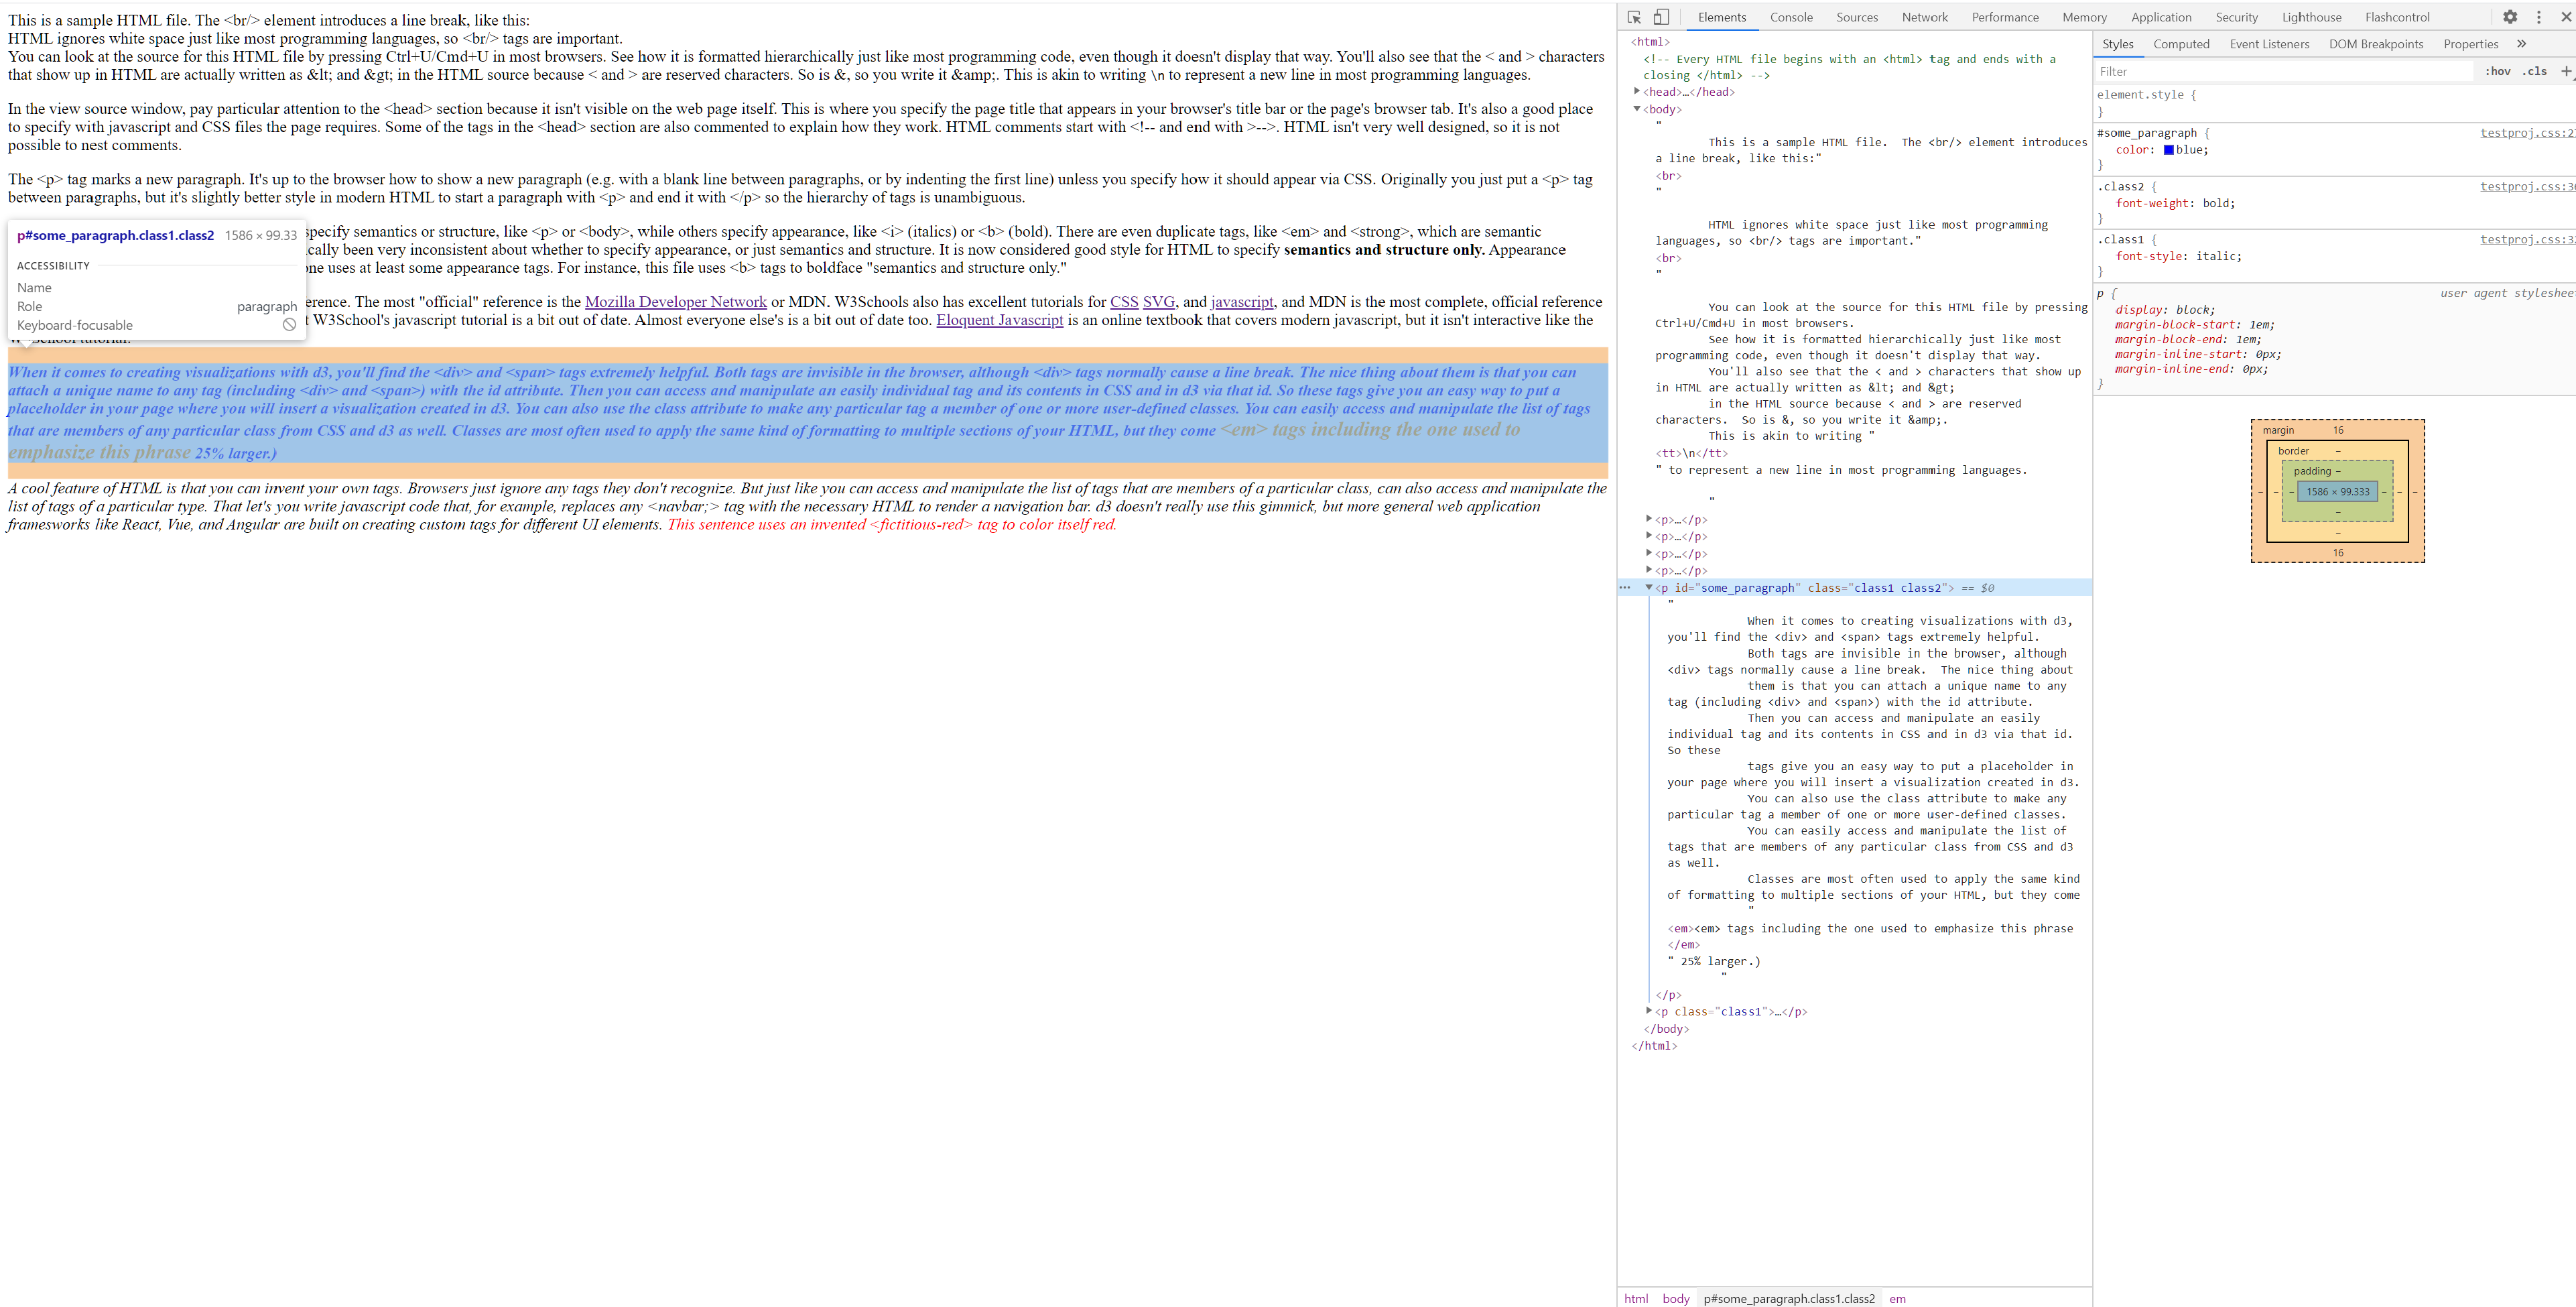 This is a sample HTML file. The <br/> element introduces a line break, like this:
HTML ignores white space just like most programming languages, so <br/> tags are important.
You can look at the source for this HTML file by pressing Ctrl+U/Cmd+U in most browsers. See how it is formatted hierarchically just like most programming code, even though it doesn't display that way. You'll also see that the < and > characters
that show up in HTML are actually written as &lt; and &gt; in the HTML source because < and > are reserved characters. So is &, so you write it &amp;. This is akin to writing \n to represent a new line in most programming languages.
In the view source window, pay particular attention to the <head> section because it isn't visible on the web page itself. This is where you specify the page title that appears in your browser's title bar or the page's browser tab. It's also a good place
to specify with javascript and CSS files the page requires. Some of the tags in the <head> section are also commented to explain how they work. HTML comments start with <!-- and end with >-->. HTML isn't very well designed, so it is not
possible to nest comments.
The <p> tag marks a new paragraph. It's up to the browser how to show a new paragraph (e.g. with a blank line between paragraphs, or by indenting the first line) unless you specify how it should appear via CSS. Originally you just put a <p> tag
between paragraphs, but it's slightly better style in modern HTML to start a paragraph with <p> and end it with </p> so the hierarchy of tags is unambiguous.
specify semantics or structure, like <p> or <body>, while others specify appearance, like <i> (italics) or <b> (bold). There are even duplicate tags, like <em> and <strong>, which are semantic
cally been very inconsistent about whether to specify appearance, or just semantics and structure. It is now considered good style for HTML to specify semantics and structure only. Appearance
ne uses at least some appearance tags. For instance, this file uses <b> tags to boldface "semantics and structure only."
erence. The most "official" reference is the Mozilla Developer Network or MDN. W3Schools also has excellent tutorials for CSS SVG, and javascript, and MDN is the most complete, official reference
t W3School's javascript tutorial is a bit out of date. Almost everyone else's is a bit out of date too. Eloquent Javascript is an online textbook that covers modern javascript, but it isn't interactive like the
p#some_paragraph.class1.class2 1586 × 99.33
ACCESSIBILITY
Name
Role paragraph
Keyboard-focusable
When it comes to creating visualizations with d3, you'll find the <div> and <span> tags extremely helpful. Both tags are invisible in the browser, although <div> tags normally cause a line break. The nice thing about them is that you can
attach a unique name to any tag (including <div> and <span>) with the id attribute. Then you can access and manipulate an easily individual tag and its contents in CSS and in d3 via that id. So these tags give you an easy way to put a
placeholder in your page where you will insert a visualization created in d3. You can also use the class attribute to make any particular tag a member of one or more user-defined classes. You can easily access and manipulate the list of tags
that are members of any particular class from CSS and d3 as well. Classes are most often used to apply the same kind of formatting to multiple sections of your HTML, but they come <em> tags including the one used to
emphasize this phrase 25% larger.)
A cool feature of HTML is that you can invent your own tags. Browsers just ignore any tags they don't recognize. But just like you can access and manipulate the list of tags that are members of a particular class, can also access and manipulate the
list of tags of a particular type. That let's you write javascript code that, for example, replaces any <navbar;> tag with the necessary HTML to render a navigation bar. d3 doesn't really use this gimmick, but more general web application
framesworks like React, Vue, and Angular are built on creating custom tags for different UI elements. This sentence uses an invented <fictitious-red> tag to color itself red.
Elements Console Sources Network Performance Memory Application Security Lighthouse Flashcontrol
<html>
<!-- Every HTML file begins with an <html> tag and ends with a
closing </html> -->
<head>…</head>
<body>
"
This is a sample HTML file.  The <br/> element introduces
a line break, like this:"
<br>
"
HTML ignores white space just like most programming
languages, so <br/> tags are important."
<br>
"
You can look at the source for this HTML file by pressing
Ctrl+U/Cmd+U in most browsers.
See how it is formatted hierarchically just like most
programming code, even though it doesn't display that way.
You'll also see that the < and > characters that show up
in HTML are actually written as &lt; and &gt;
in the HTML source because < and > are reserved
characters.  So is &, so you write it &amp;.
This is akin to writing "
<tt>\n</tt>
" to represent a new line in most programming languages.
"
<p>…</p>
<p>…</p>
<p>…</p>
<p>…</p>
<p id="some_paragraph" class="class1 class2"> == $0
"
When it comes to creating visualizations with d3,
you'll find the <div> and <span> tags extremely helpful.
Both tags are invisible in the browser, although
<div> tags normally cause a line break.  The nice thing about
them is that you can attach a unique name to any
tag (including <div> and <span>) with the id attribute.
Then you can access and manipulate an easily
individual tag and its contents in CSS and in d3 via that id.
So these
tags give you an easy way to put a placeholder in
your page where you will insert a visualization created in d3.
You can also use the class attribute to make any
particular tag a member of one or more user-defined classes.
You can easily access and manipulate the list of
tags that are members of any particular class from CSS and d3
as well.
Classes are most often used to apply the same kind
of formatting to multiple sections of your HTML, but they come
"
<em><em> tags including the one used to emphasize this phrase
</em>
" 25% larger.)
"
</p>
<p class="class1">…</p>
</body>
</html>
html body p#some_paragraph.class1.class2 em
Styles Computed Event Listeners DOM Breakpoints Properties »
Filter :hov .cls +
element.style {
}
#some_paragraph { testproj.css:2
color: blue;
}
.class2 { testproj.css:3
font-weight: bold;
}
.class1 { testproj.css:3
font-style: italic;
}
p { user agent stylesheet
display: block;
margin-block-start: 1em;
margin-block-end: 1em;
margin-inline-start: 0px;
margin-inline-end: 0px;
}
margin 16
border –
padding –
– – – 1586 × 99.333 – – –
–
–
16